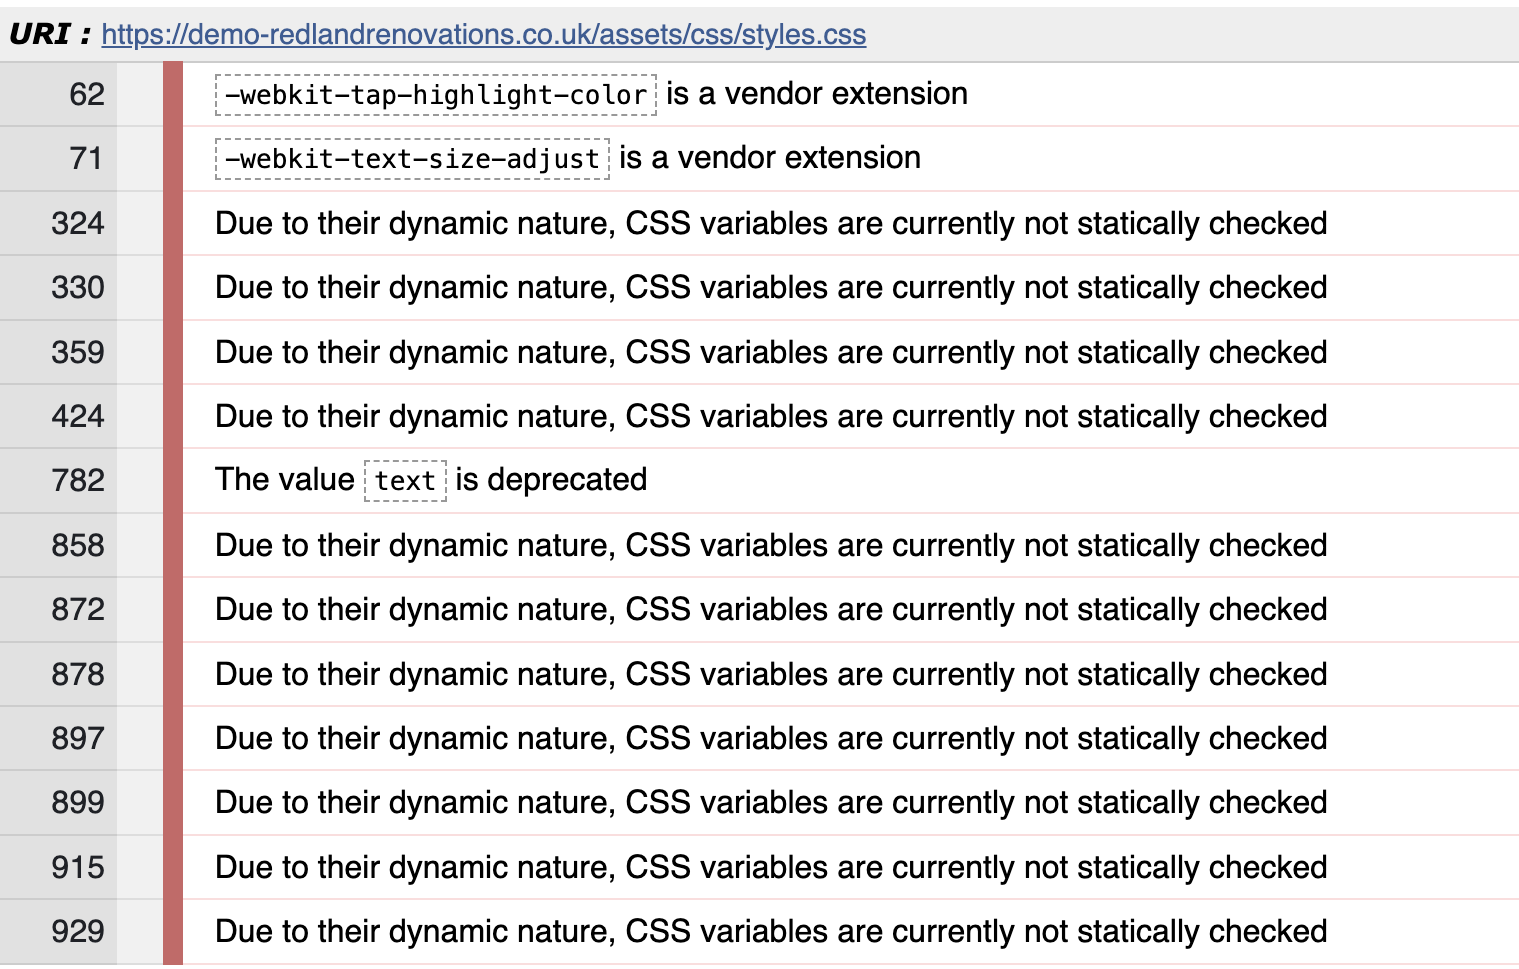 URI : https://demo-redlandrenovations.co.uk/assets/css/styles.css
62 -webkit-tap-highlight-color is a vendor extension
71 -webkit-text-size-adjust is a vendor extension
324 Due to their dynamic nature, CSS variables are currently not statically checked
330 Due to their dynamic nature, CSS variables are currently not statically checked
359 Due to their dynamic nature, CSS variables are currently not statically checked
424 Due to their dynamic nature, CSS variables are currently not statically checked
782 The value text is deprecated
858 Due to their dynamic nature, CSS variables are currently not statically checked
872 Due to their dynamic nature, CSS variables are currently not statically checked
878 Due to their dynamic nature, CSS variables are currently not statically checked
897 Due to their dynamic nature, CSS variables are currently not statically checked
899 Due to their dynamic nature, CSS variables are currently not statically checked
915 Due to their dynamic nature, CSS variables are currently not statically checked
929 Due to their dynamic nature, CSS variables are currently not statically checked